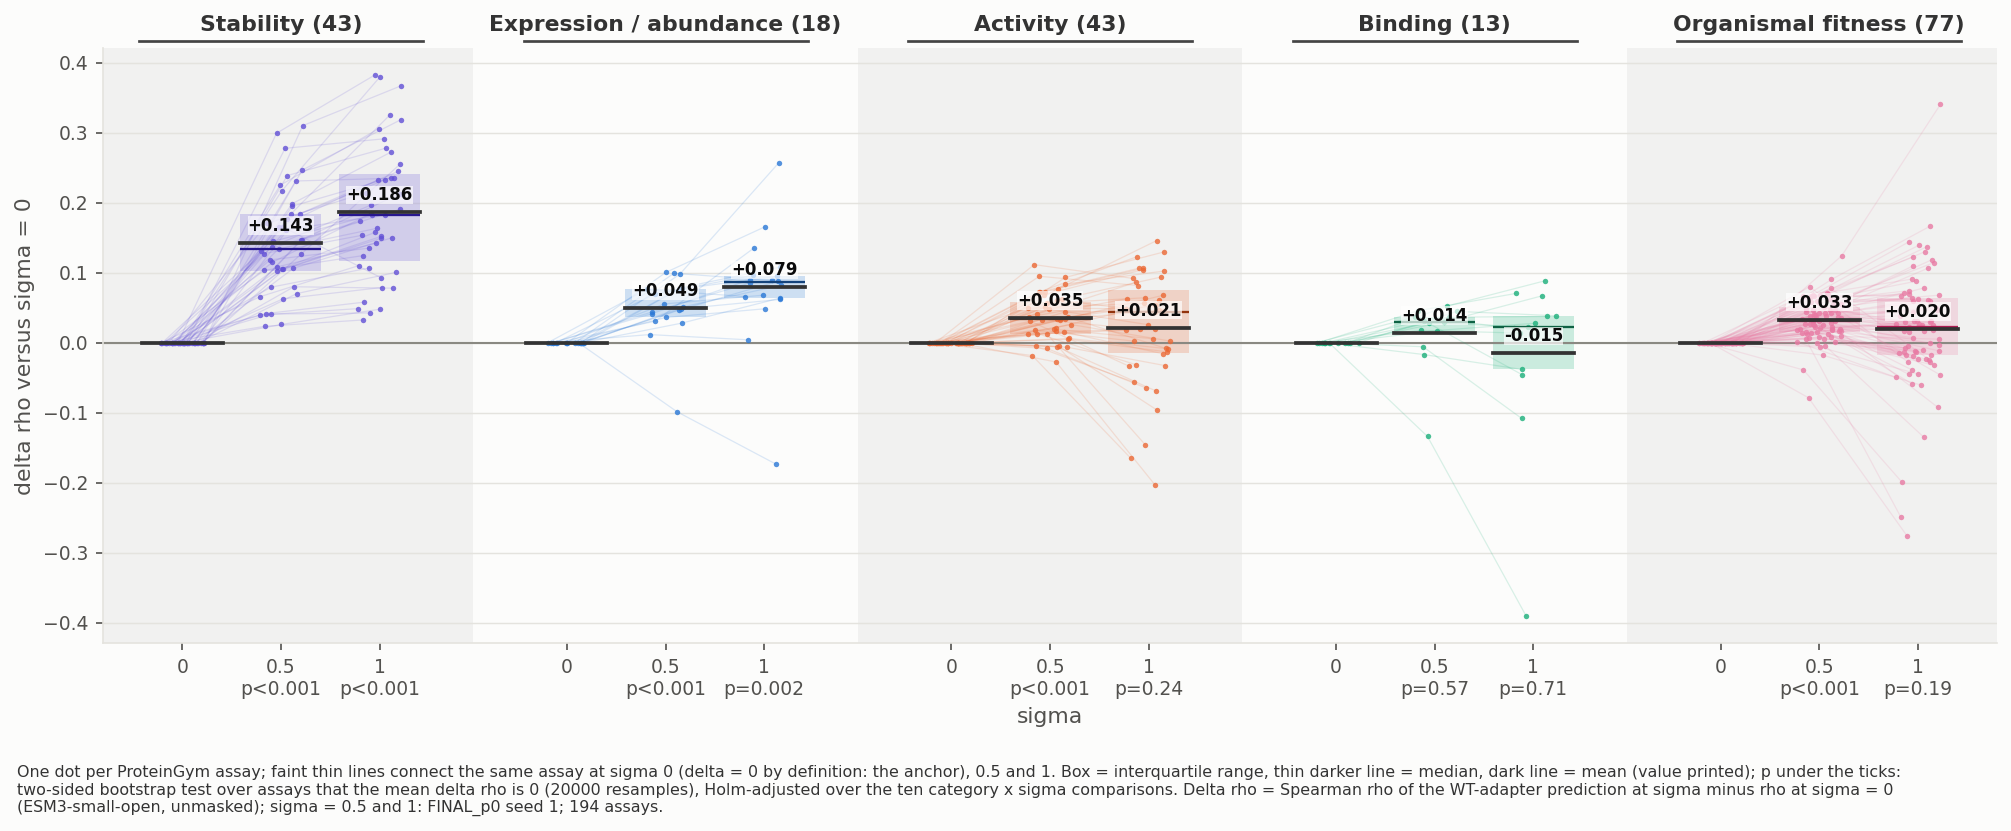 Stability (43) Expression / abundance (18) Activity (43) Binding (13) Organismal fitness (77)
0.4
0.3
0.2
0.1
0.0
−0.1
−0.2
−0.3
−0.4
delta rho versus sigma = 0
+0.143 +0.186
+0.049 +0.079
+0.035 +0.021
+0.014 -0.015
+0.033 +0.020
0 0.5 1 0 0.5 1 0 0.5 1 0 0.5 1 0 0.5 1
p<0.001 p<0.001 p<0.001 p=0.002 p<0.001 p=0.24 p=0.57 p=0.71 p<0.001 p=0.19
sigma
One dot per ProteinGym assay; faint thin lines connect the same assay at sigma 0 (delta = 0 by definition: the anchor), 0.5 and 1. Box = interquartile range, thin darker line = median, dark line = mean (value printed); p under the ticks:
two-sided bootstrap test over assays that the mean delta rho is 0 (20000 resamples), Holm-adjusted over the ten category x sigma comparisons. Delta rho = Spearman rho of the WT-adapter prediction at sigma minus rho at sigma = 0
(ESM3-small-open, unmasked); sigma = 0.5 and 1: FINAL_p0 seed 1; 194 assays.